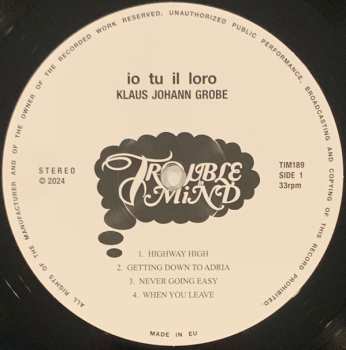 ALL RIGHTS OF THE MANUFACTURER AND OF THE OWNER OF THE RECORDED WORK RESERVED. UNAUTHORIZED PUBLIC PERFORMANCE, BROADCASTING AND COPYING OF THIS RECORD PROHIBITED.
io tu il loro
KLAUS JOHANN GROBE
STEREO
© 2024
TROUBLE
IN
MiND
TIM189
SIDE 1
33rpm
1. HIGHWAY HIGH
2. GETTING DOWN TO ADRIA
3. NEVER GOING EASY
4. WHEN YOU LEAVE
MADE IN EU